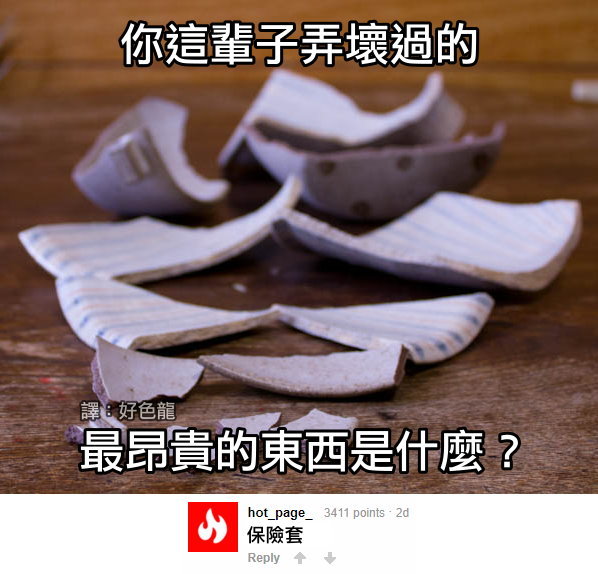 你這輩子弄壞過的
譯：好色龍
最昂貴的東西是什麼？
hot_page_ 3411 points · 2d
保險套
Reply